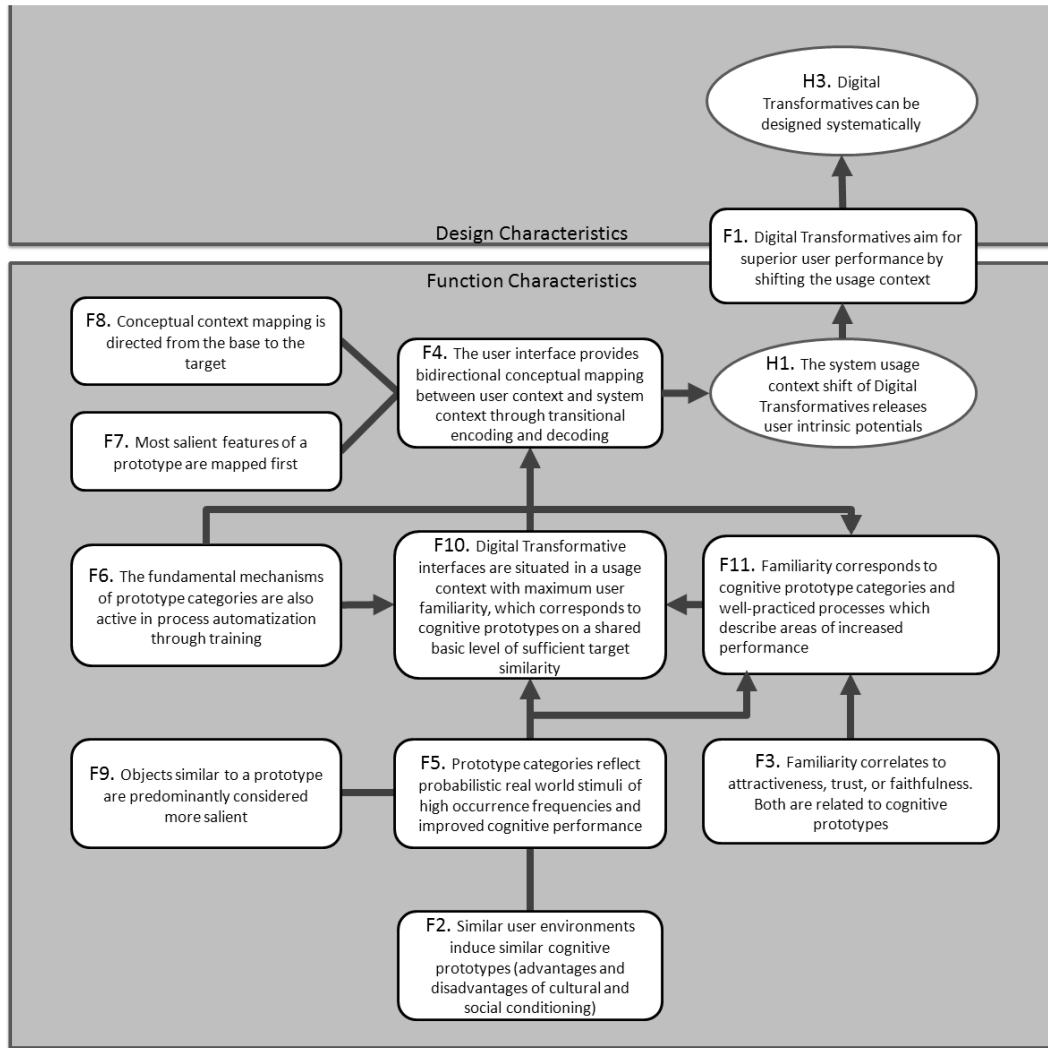 H3. Digital
Transformatives can be
designed systematically
Design Characteristics
F1. Digital Transformatives aim for
superior user performance by
shifting the usage context
Function Characteristics
F8. Conceptual context mapping is
directed from the base to the
target
F4. The user interface provides
bidirectional conceptual mapping
between user context and system
context through transitional
encoding and decoding
H1. The system usage
context shift of Digital
Transformatives releases
user intrinsic potentials
F7. Most salient features of a
prototype are mapped first
F6. The fundamental mechanisms
of prototype categories are also
active in process automatization
through training
F10. Digital Transformative
interfaces are situated in a usage
context with maximum user
familiarity, which corresponds to
cognitive prototypes on a shared
basic level of sufficient target
similarity
F11. Familiarity corresponds to
cognitive prototype categories and
well-practiced processes which
describe areas of increased
performance
F9. Objects similar to a prototype
are predominantly considered
more salient
F5. Prototype categories reflect
probabilistic real world stimuli of
high occurrence frequencies and
improved cognitive performance
F3. Familiarity correlates to
attractiveness, trust, or faithfulness.
Both are related to cognitive
prototypes
F2. Similar user environments
induce similar cognitive
prototypes (advantages and
disadvantages of cultural and
social conditioning)